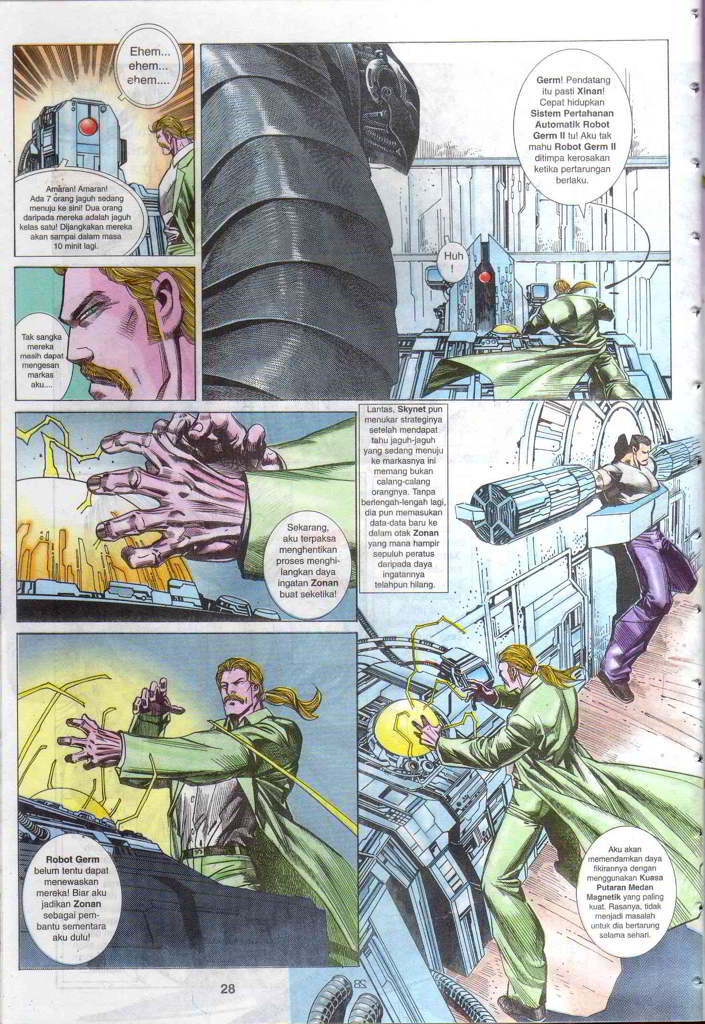 Ehem...
ehem...
ehem....
Amaran! Amaran!
Ada 7 orang jaguh
menuju ke sini! Dua orang
daripada mereka adalah jaguh
kelas satu! Dijangkakan mereka
akan sampai dalam masa
10 minit lagi.
Tak sangka
mereka
masih dapat
mengesan
markas
aku....
Germ! Pendatang
itu pasti Xinan!
Cepat hidupkan
Sistem Pertahanan
Automatik Robot
Germ II tu! Aku tak
mahu Robot Germ II
ditimpa kerosakan
ketika pertarungan
berlaku.
Huh
!
Sekarang,
aku terpaksa
menghentikan
proses menghi-
langkan daya
ingatan Zonan
buat seketika!
Lantas, Skynet pun
menukar strateginya
setelah mendapat
tahu jaguh-jaguh
yang sedang menuju
ke markasnya ini
memang bukan
calang-calang
orangnya. Tanpa
berlengah-lengah lagi,
dia pun memasukan
data-data baru ke
dalam otak Zonan
yang mana hampir
sepuluh peratus
daripada daya
ingatannya
telahpun hilang.
Robot Germ
belum tentu dapat
menewaskan
mereka! Biar aku
jadikan Zonan
sebagai pem-
bantu sementara
aku dulu!
Aku akan
memendamkan daya
fikirannya dengan
menggunakan Kuasa
Putaran Medan
Magnetik yang paling
kuat. Rasanya, tidak
menjadi masalah
untuk dia bertarung
selama sehari.
28